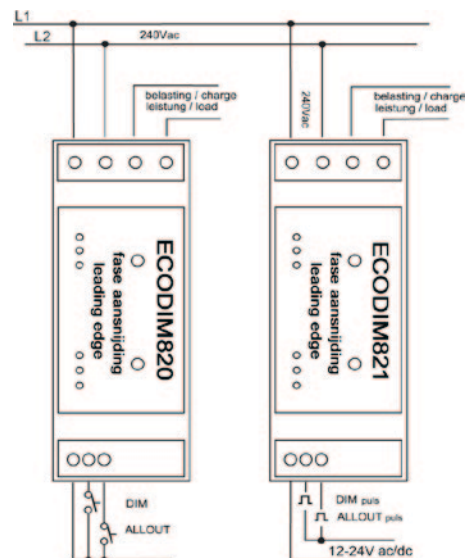 L1
L2
240Vac
belasting / charge
leistung / load
240Vac
belasting / charge
leistung / load
ECODIM820
fase aansnijding
leading edge
ECODIM821
fase aansnijding
leading edge
DIM
ALLOUT
DIM puls
ALLOUT puls
12-24V ac/dc